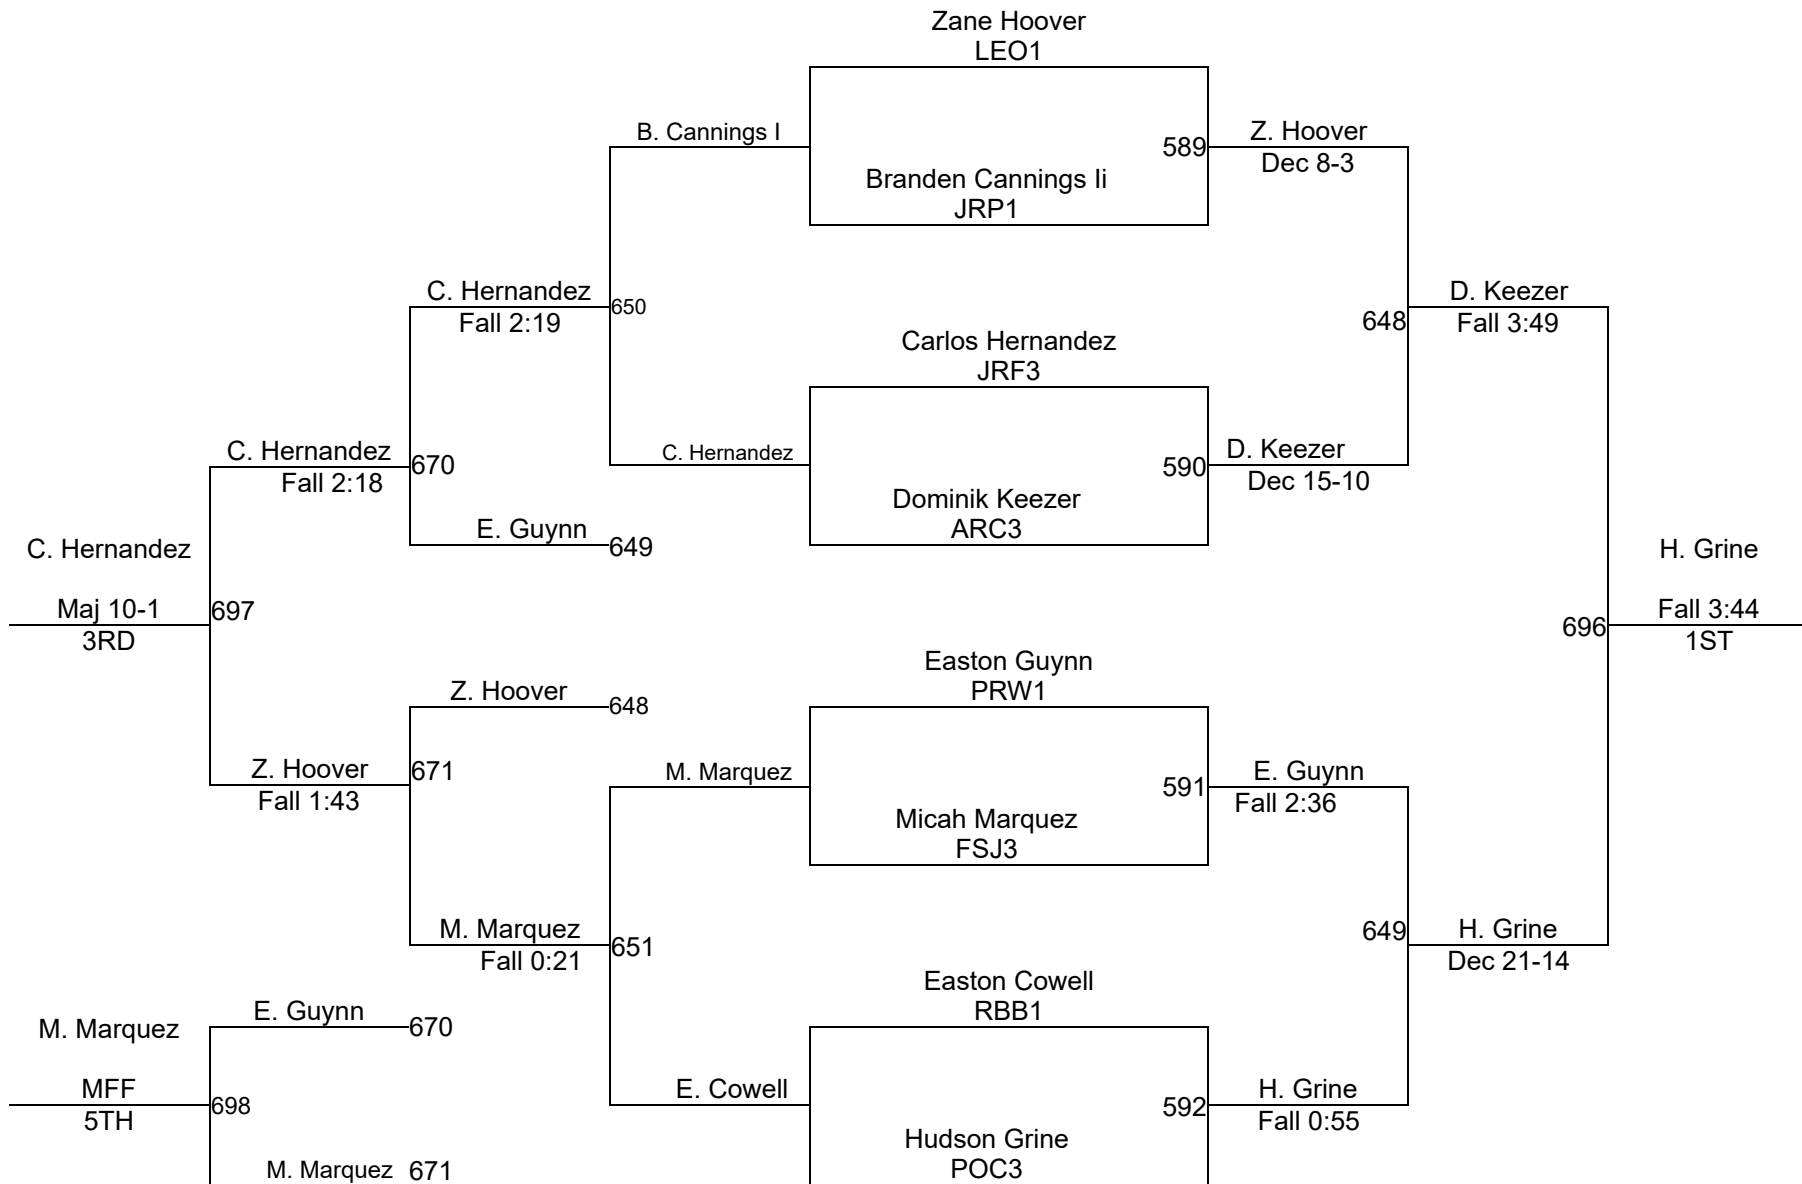 Zane Hoover
LEO1
B. Cannings I
589
Z. Hoover
Dec 8-3
Branden Cannings Ii
JRP1
C. Hernandez
Fall 2:19
650
648
D. Keezer
Fall 3:49
Carlos Hernandez
JRF3
C. Hernandez
Fall 2:18
670
C. Hernandez
590
D. Keezer
Dec 15-10
Dominik Keezer
ARC3
E. Guynn
649
C. Hernandez
Maj 10-1
3RD
697
H. Grine
Fall 3:44
1ST
696
Easton Guynn
PRW1
Z. Hoover
648
Z. Hoover
Fall 1:43
671
M. Marquez
591
E. Guynn
Fall 2:36
Micah Marquez
FSJ3
M. Marquez
Fall 0:21
651
649
H. Grine
Dec 21-14
Easton Cowell
RBB1
M. Marquez
MFF
5TH
E. Guynn
670
698
E. Cowell
592
H. Grine
Fall 0:55
Hudson Grine
POC3
M. Marquez
671